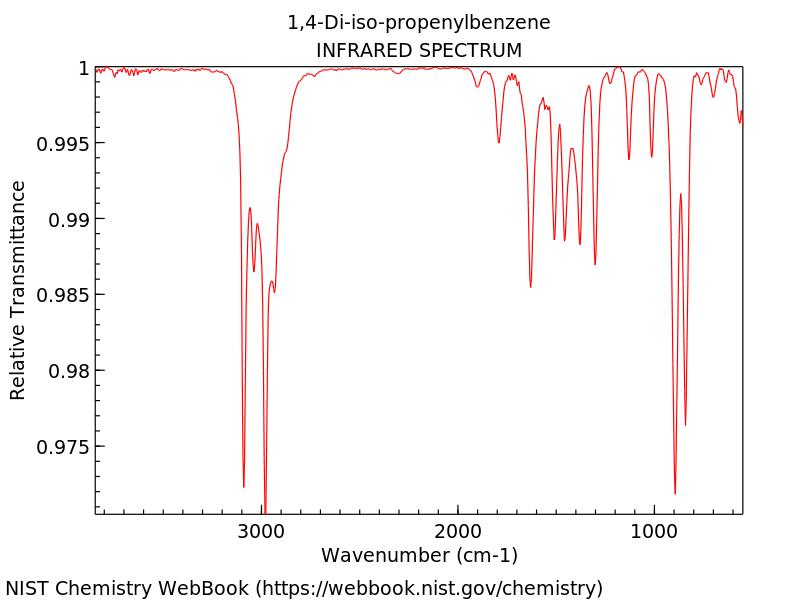 1,4-Di-iso-propenylbenzene
INFRARED SPECTRUM
1
0.995
0.99
0.985
0.98
0.975
Relative Transmittance
3000 2000 1000
Wavenumber (cm-1)
NIST Chemistry WebBook (https://webbook.nist.gov/chemistry)